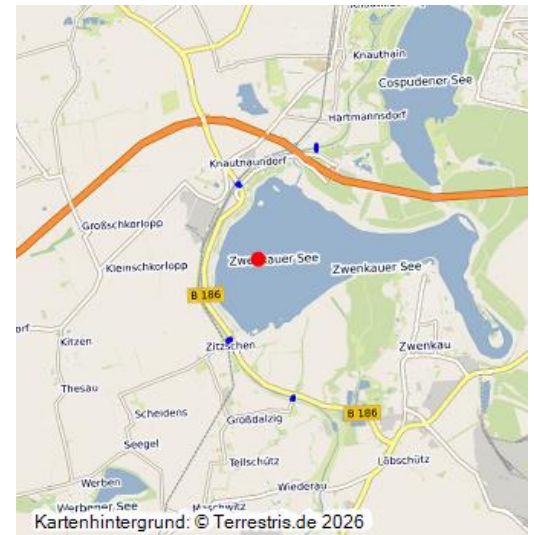 Knauthain
Cospudener See
Hartmannsdorf
Knautnaundorf
Großschkorlopp
Zwenkauer See
Kleinschkorlopp
Zwenkauer See
B 186
Kitzen
Zitzschen
Zwenkau
Thesau
Scheidens
Großdalzig
B 186
Seegel
Teilschütz
Löbschütz
Werben
Wiederau
Werbener See
Kartenhintergrund: © Terrestris.de 2026